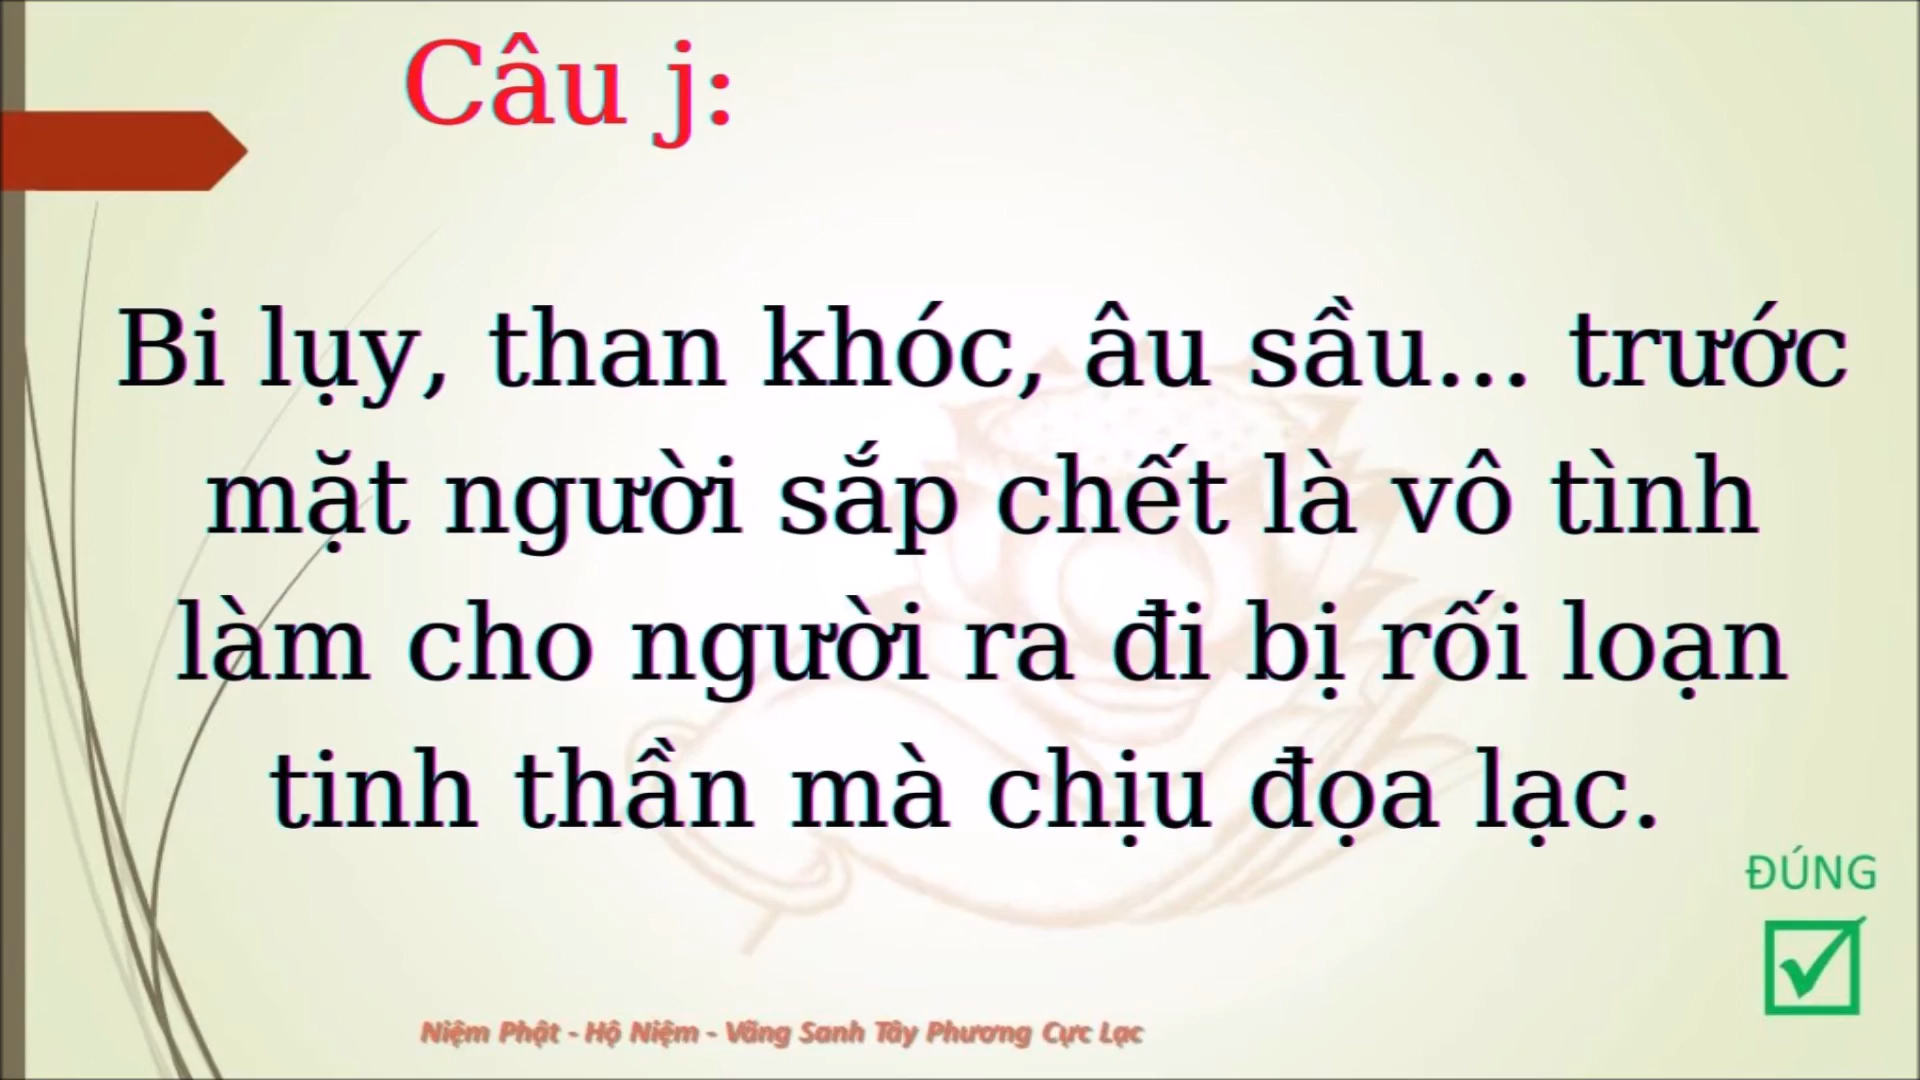 Câu j:
Bi lụy, than khóc, âu sầu... trước
mặt người sắp chết là vô tình
làm cho người ra đi bị rối loạn
tinh thần mà chịu đọa lạc.
ĐÚNG
Niệm Phật - Hộ Niệm - Vãng Sanh Tây Phương Cực Lạc